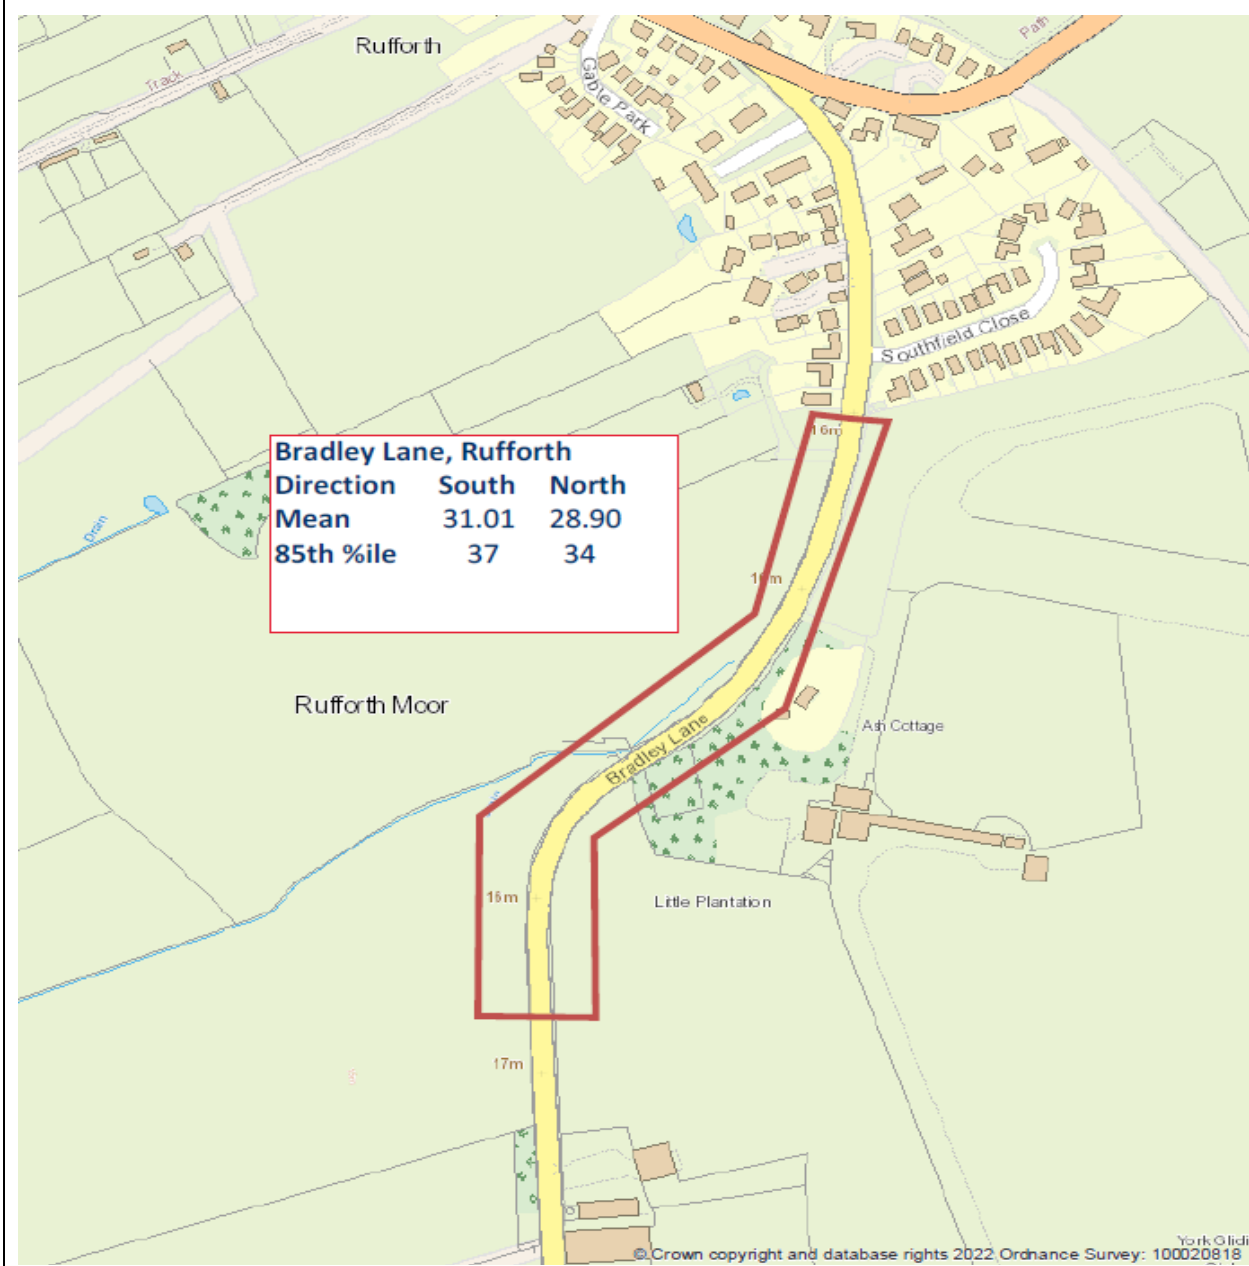 Rufforth
Path
Track
Gable Park
Southfield Close
16m
Bradley Lane, Rufforth
Direction South North
Mean 31.01 28.90
85th %ile 37 34
Drain
Rufforth Moor
Bradley Lane
Ash Cottage
Little Plantation
17m
© Crown copyright and database rights 2022 Ordnance Survey: 100020818